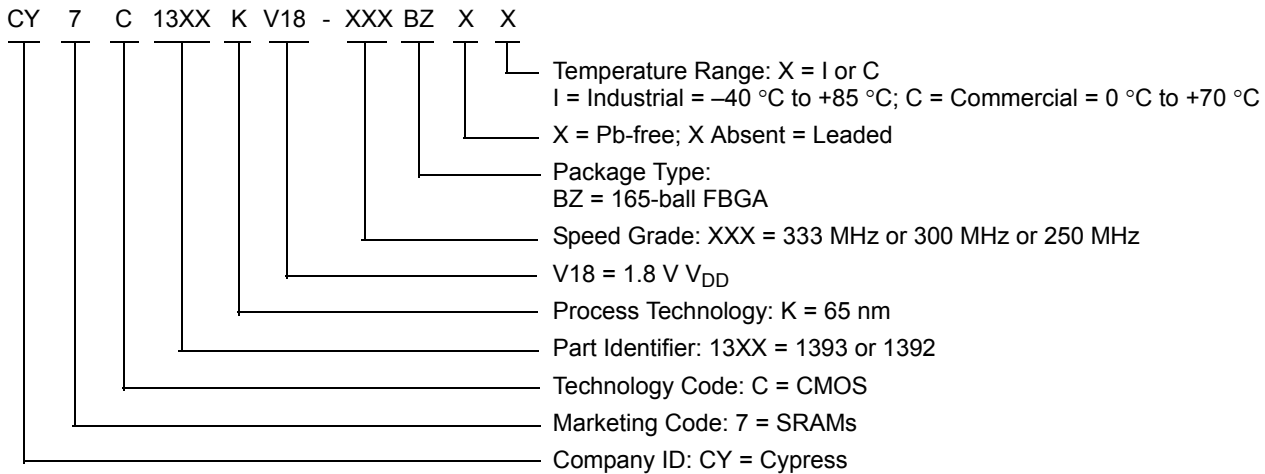 CY 7 C 13XX K V18 - XXX BZ X X
Temperature Range: X = I or C
I = Industrial = –40 °C to +85 °C; C = Commercial = 0 °C to +70 °C
X = Pb-free; X Absent = Leaded
Package Type:
BZ = 165-ball FBGA
Speed Grade: XXX = 333 MHz or 300 MHz or 250 MHz
V18 = 1.8 V VDD
Process Technology: K = 65 nm
Part Identifier: 13XX = 1393 or 1392
Technology Code: C = CMOS
Marketing Code: 7 = SRAMs
Company ID: CY = Cypress